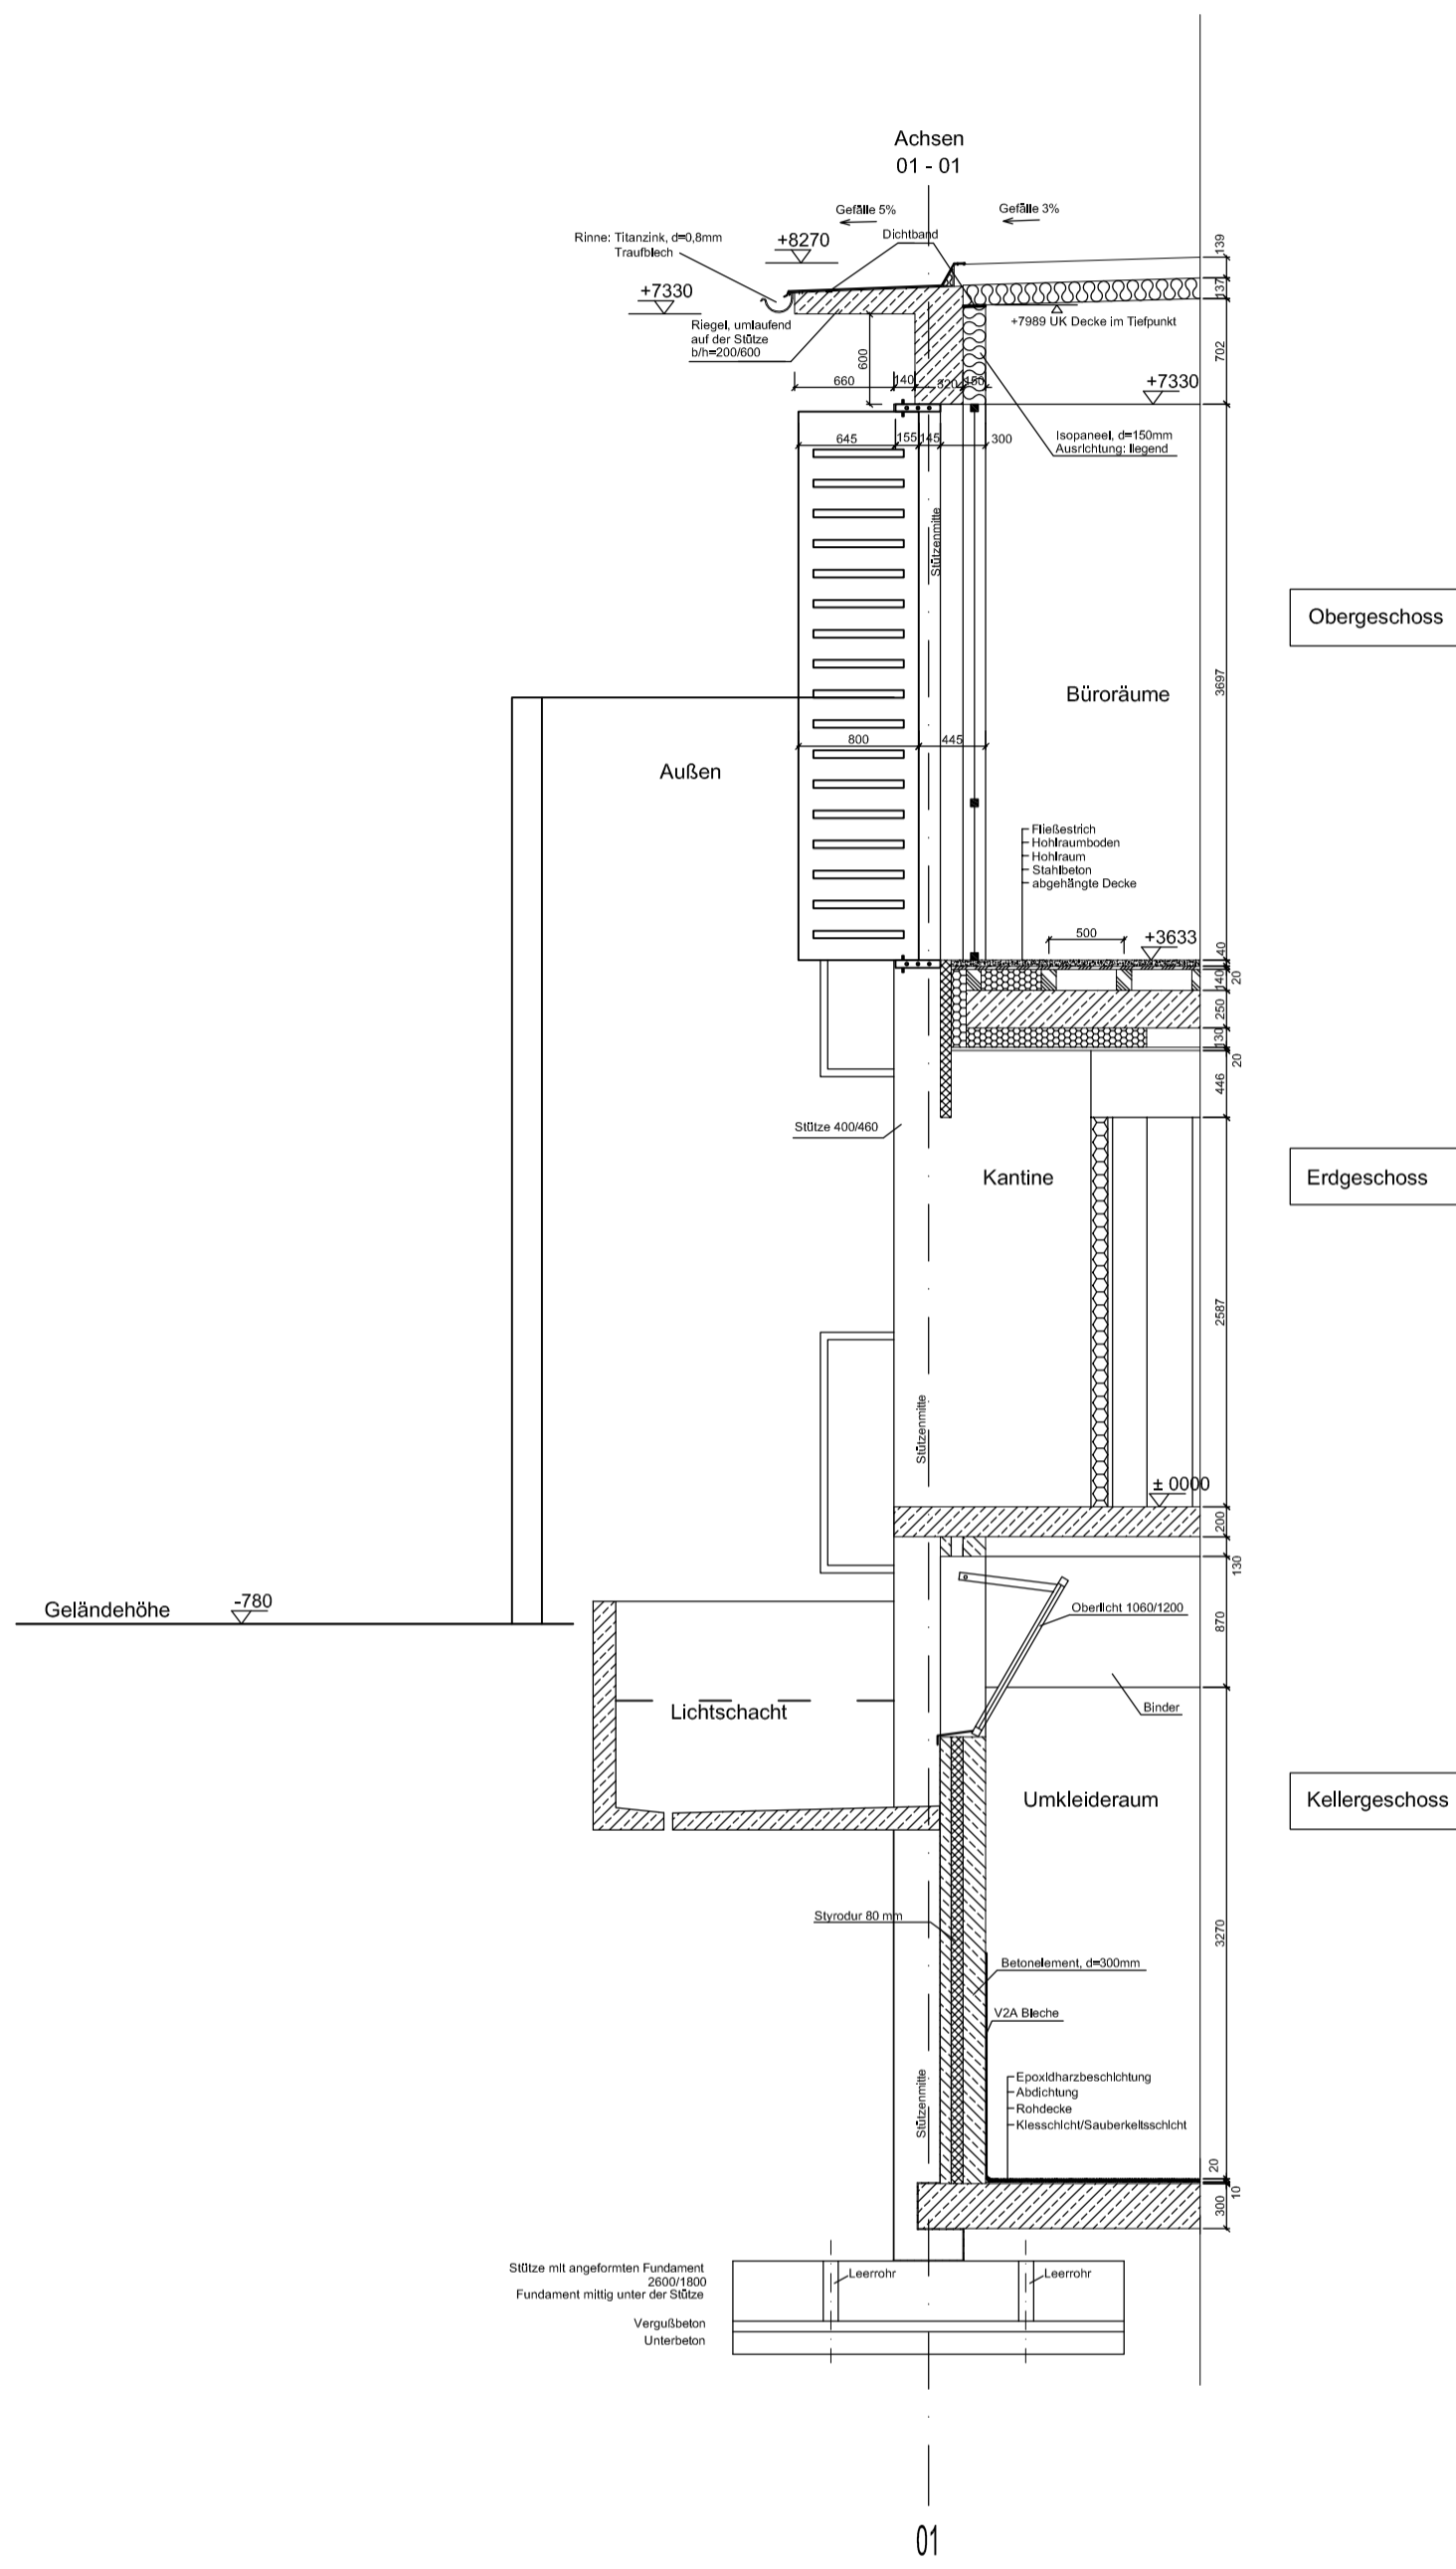 Achsen
01 - 01
Gefälle 5%
Gefälle 3%
Rinne: Titanzink, d=0,8mm
Traufblech
+8270
Dichtband
139
137
+7330
+7989 UK Decke im Tiefpunkt
Riegel, umlaufend
auf der Stütze
b/h=200/600
600
702
660
140
320
150
+7330
645
155
145
300
Isopaneel, d=150mm
Ausrichtung: liegend
Stützenmitte
Obergeschoss
3697
Büroräume
800
445
Außen
Fließestrich
Hohlraumboden
Hohlraum
Stahlbeton
abgehängte Decke
500
+3633
40
20
140
250
130
20
446
Stütze 400/460
Kantine
Erdgeschoss
2587
Stützenmitte
± 0000
200
130
Geländehöhe
-780
Oberlicht 1060/1200
870
Lichtschacht
Binder
Umkleideraum
Kellergeschoss
Styrodur 80 mm
3270
Betonelement, d=300mm
V2A Bleche
Stützenmitte
Epoxidharzbeschichtung
Abdichtung
Rohdecke
Kiesschicht/Sauberkeitsschicht
20
10
300
Stütze mit angeformten Fundament
2600/1800
Fundament mittig unter der Stütze
Leerrohr
Leerrohr
Vergußbeton
Unterbeton
01